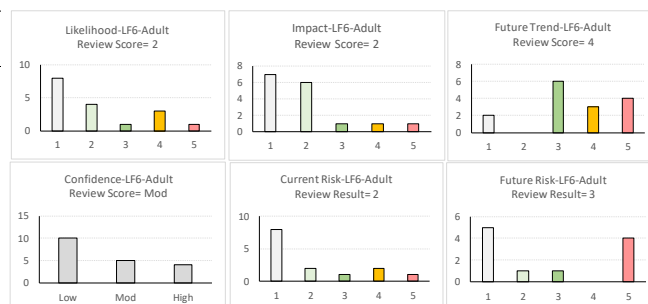 Likelihood-LF6-Adult
Review Score= 2
10
5
0
1 2 3 4 5
Impact-LF6-Adult
Review Score= 2
8
6
4
2
0
1 2 3 4 5
Future Trend-LF6-Adult
Review Score= 4
8
6
4
2
0
1 2 3 4 5
Confidence-LF6-Adult
Review Score= Mod
15
10
5
0
Low Mod High
Current Risk-LF6-Adult
Review Result= 2
10
5
0
1 2 3 4 5
Future Risk-LF6-Adult
Review Result= 3
6
4
2
0
1 2 3 4 5